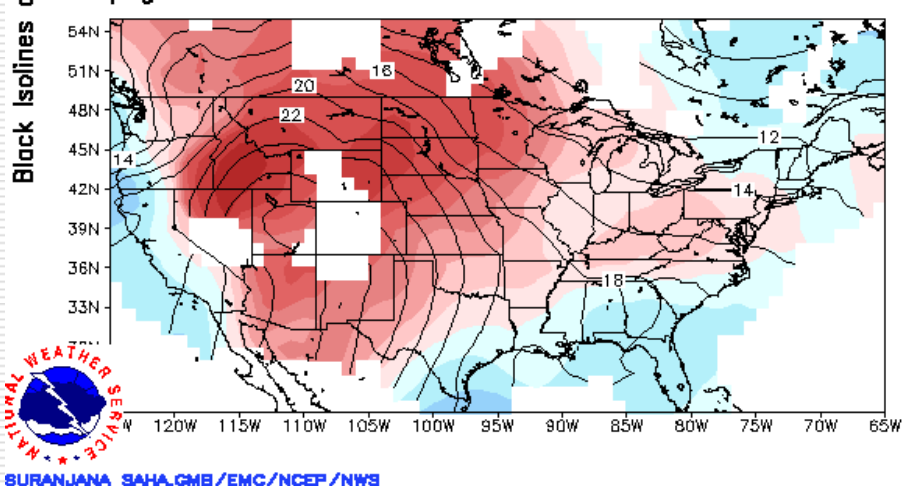 Black Isolines
54N
51N
48N
45N
42N
39N
36N
33N
16
20
22
14
12
14
18
120W 115W 110W 105W 100W 95W 90W 85W 80W 75W 70W 65W
NATIONAL WEATHER SERVICE
SURANJANA SAHA,GMB/EMC/NCEP/NWS